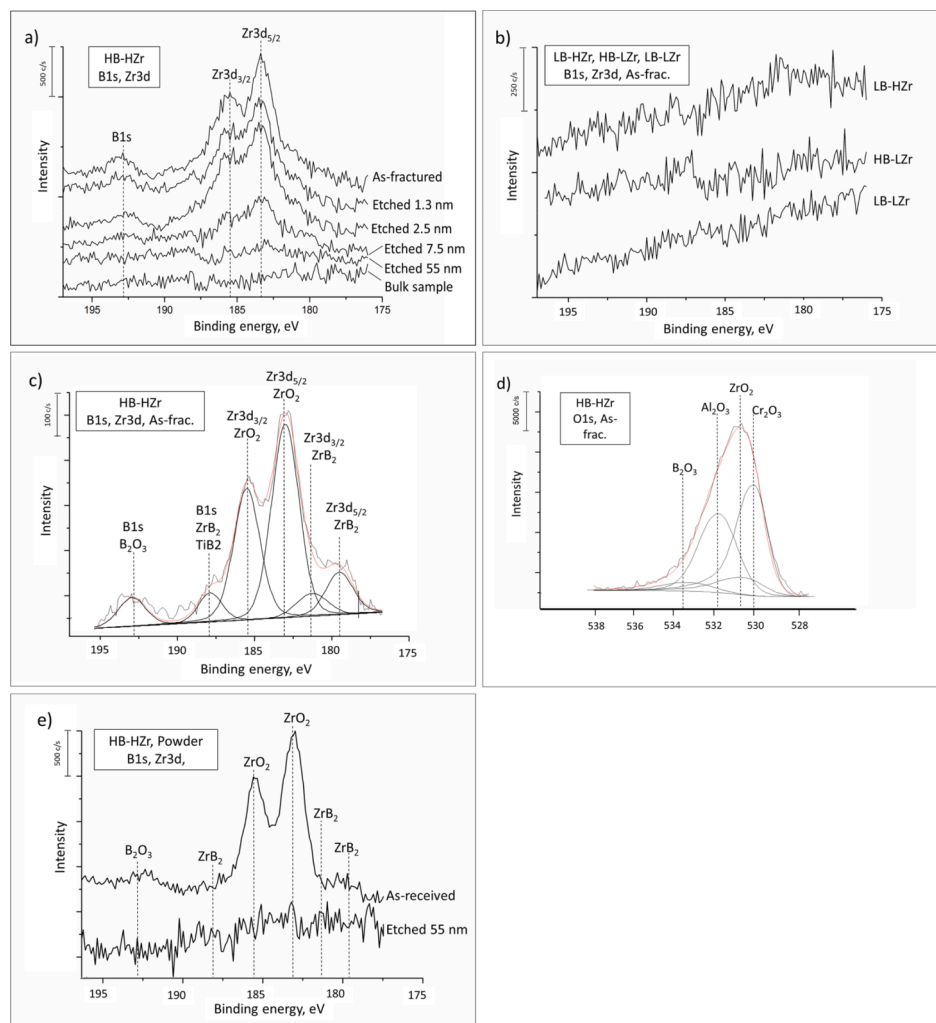 a)
HB-HZr
B1s, Zr3d
500 c/s
Intensity
B1s
Zr3d3/2
Zr3d5/2
As-fractured
Etched 1.3 nm
Etched 2.5 nm
Etched 7.5 nm
Etched 55 nm
Bulk sample
195
190
185
180
175
Binding energy, eV
b)
LB-HZr, HB-LZr, LB-LZr
B1s, Zr3d, As-frac.
250 c/s
Intensity
LB-HZr
HB-LZr
LB-LZr
195
190
185
180
175
Binding energy, eV
c)
HB-HZr
B1s, Zr3d, As-frac.
100 c/s
Intensity
B1s
B2O3
B1s
ZrB2
TiB2
Zr3d3/2
ZrO2
Zr3d5/2
ZrO2
Zr3d3/2
ZrB2
Zr3d5/2
ZrB2
195
190
185
180
175
Binding energy, eV
d)
HB-HZr
O1s, As-
frac.
5000 c/s
Intensity
B2O3
Al2O3
ZrO2
Cr2O3
538
536
534
532
530
528
Binding energy, eV
e)
HB-HZr, Powder
B1s, Zr3d,
500 c/s
Intensity
B2O3
ZrB2
ZrO2
ZrO2
ZrB2
ZrB2
As-received
Etched 55 nm
195
190
185
180
175
Binding energy, eV